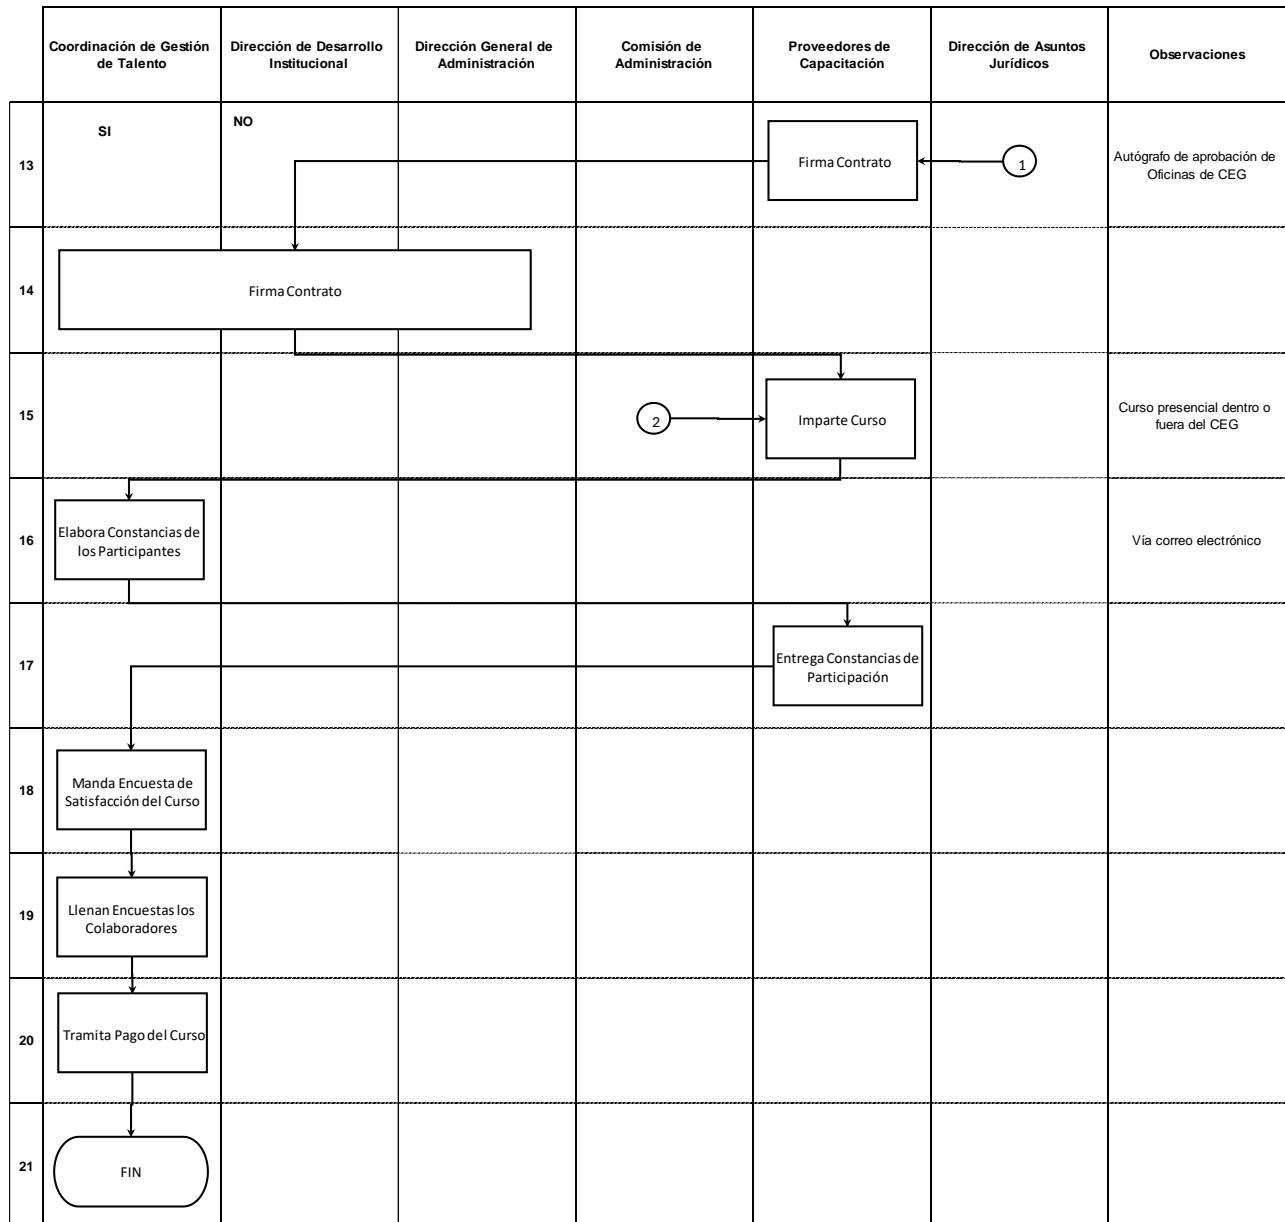 Coordinación de Gestión
de Talento
Dirección de Desarrollo
Institucional
Dirección General de
Administración
Comisión de
Administración
Proveedores de
Capacitación
Dirección de Asuntos
Jurídicos
Observaciones
13
SI
NO
Firma Contrato
1
Autógrafo de aprobación de
Oficinas de CEG
14
Firma Contrato
15
2
Imparte Curso
Curso presencial dentro o
fuera del CEG
16
Elabora Constancias de
los Participantes
Vía correo electrónico
17
Entrega Constancias de
Participación
18
Manda Encuesta de
Satisfacción del Curso
19
Llenan Encuestas los
Colaboradores
20
Tramita Pago del Curso
21
FIN